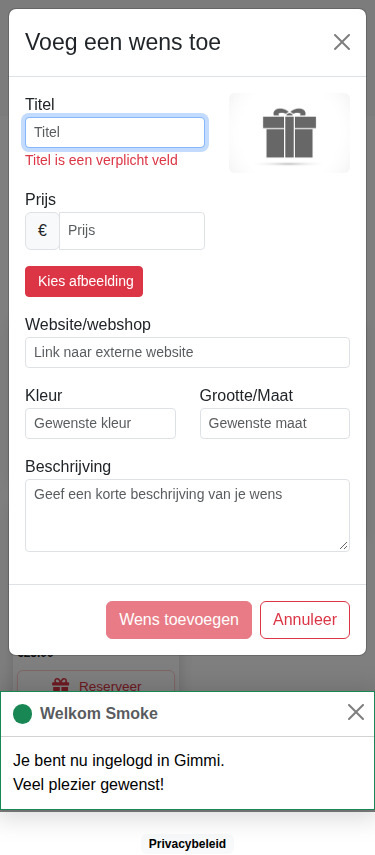 Voeg een wens toe
Titel
Titel
Titel is een verplicht veld
Prijs
€ Prijs
Kies afbeelding
Website/webshop
Link naar externe website
Kleur Grootte/Maat
Gewenste kleur Gewenste maat
Beschrijving
Geef een korte beschrijving van je wens
Wens toevoegen Annuleer
Reserveer
Welkom Smoke
Je bent nu ingelogd in Gimmi.
Veel plezier gewenst!
Privacybeleid